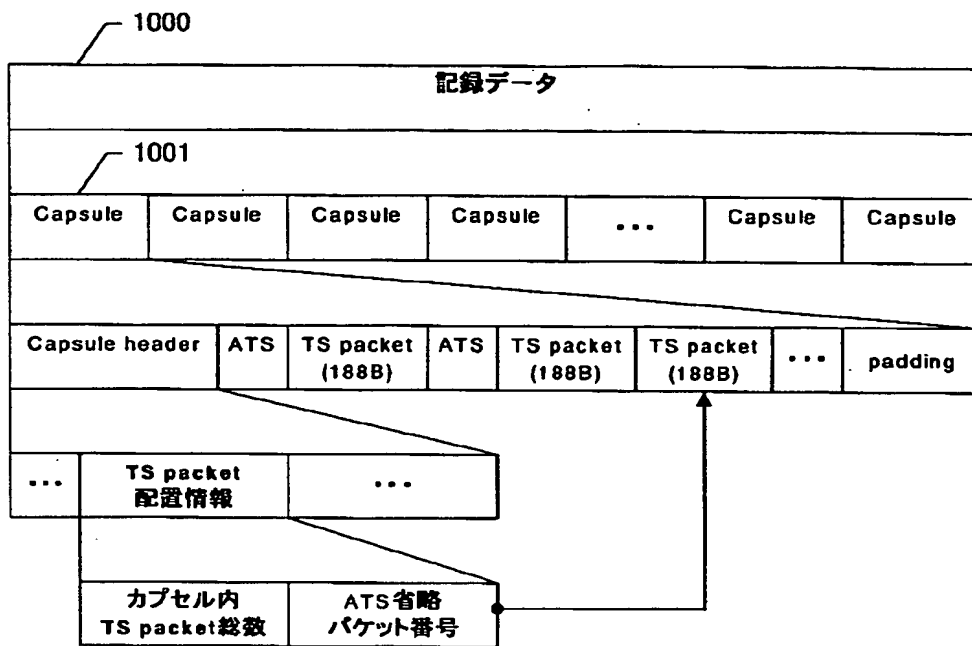 1000
記録データ
1001
Capsule Capsule Capsule Capsule ••• Capsule Capsule
Capsule header ATS TS packet (188B) ATS TS packet (188B) TS packet (188B) ••• padding
••• TS packet 配置情報 •••
カプセル内 TS packet総数
ATS省略 パケット番号